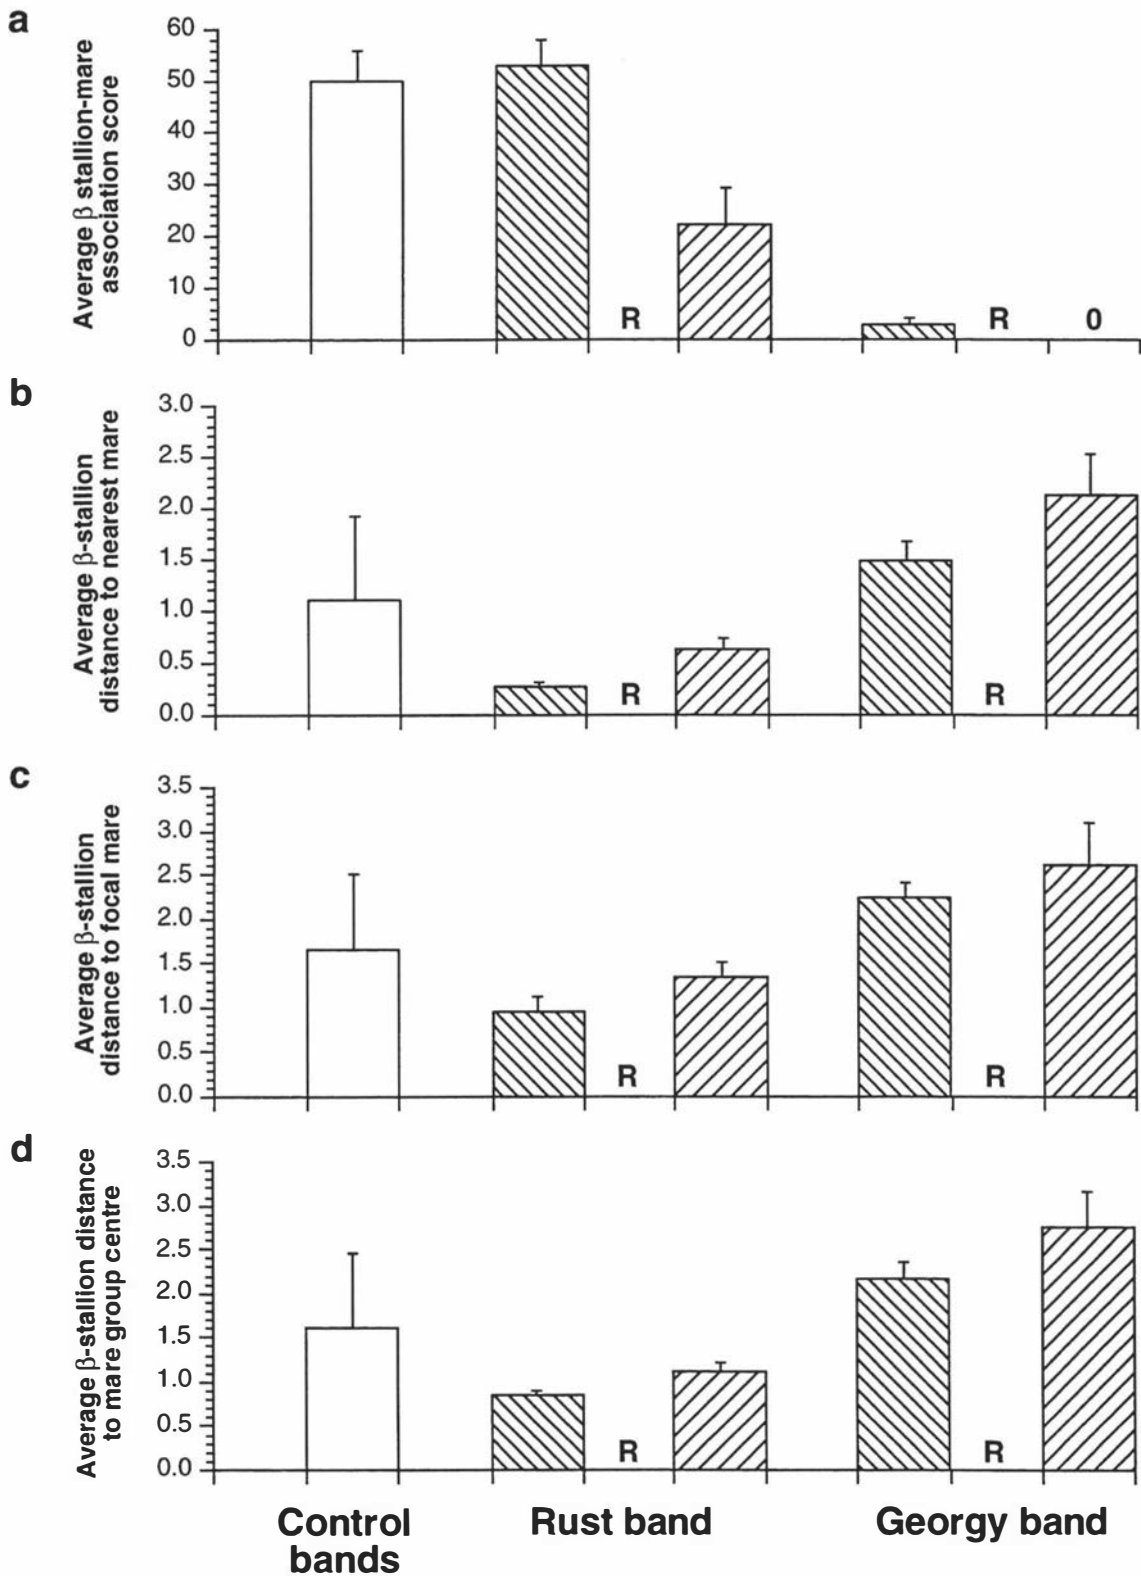 a
Average β stallion-mare
association score
60
50
40
30
20
10
0
R
R
0
b
Average β-stallion
distance to nearest mare
3.0
2.5
2.0
1.5
1.0
0.5
0.0
R
R
c
Average β-stallion
distance to focal mare
3.5
3.0
2.5
2.0
1.5
1.0
0.5
0.0
R
R
d
Average β-stallion distance
to mare group centre
3.5
3.0
2.5
2.0
1.5
1.0
0.5
0.0
R
R
Control
bands
Rust band
Georgy band